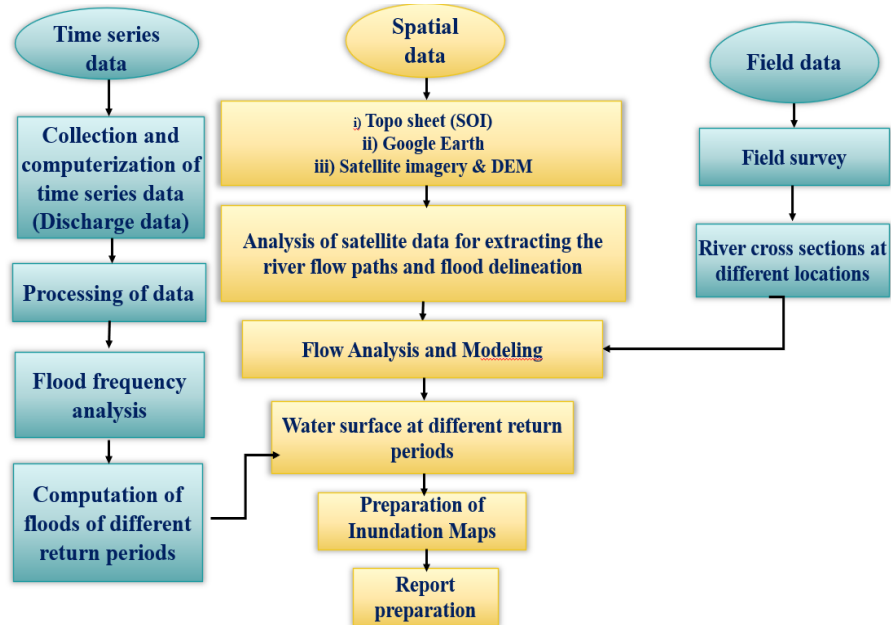 Time series
data
Collection and
computerization of
time series data
(Discharge data)
Processing of data
Flood frequency
analysis
Computation of
floods of different
return periods
Spatial
data
i) Topo sheet (SOI)
ii) Google Earth
iii) Satellite imagery & DEM
Analysis of satellite data for extracting the
river flow paths and flood delineation
Flow Analysis and Modeling
Water surface at different return
periods
Preparation of
Inundation Maps
Report
preparation
Field data
Field survey
River cross sections at
different locations